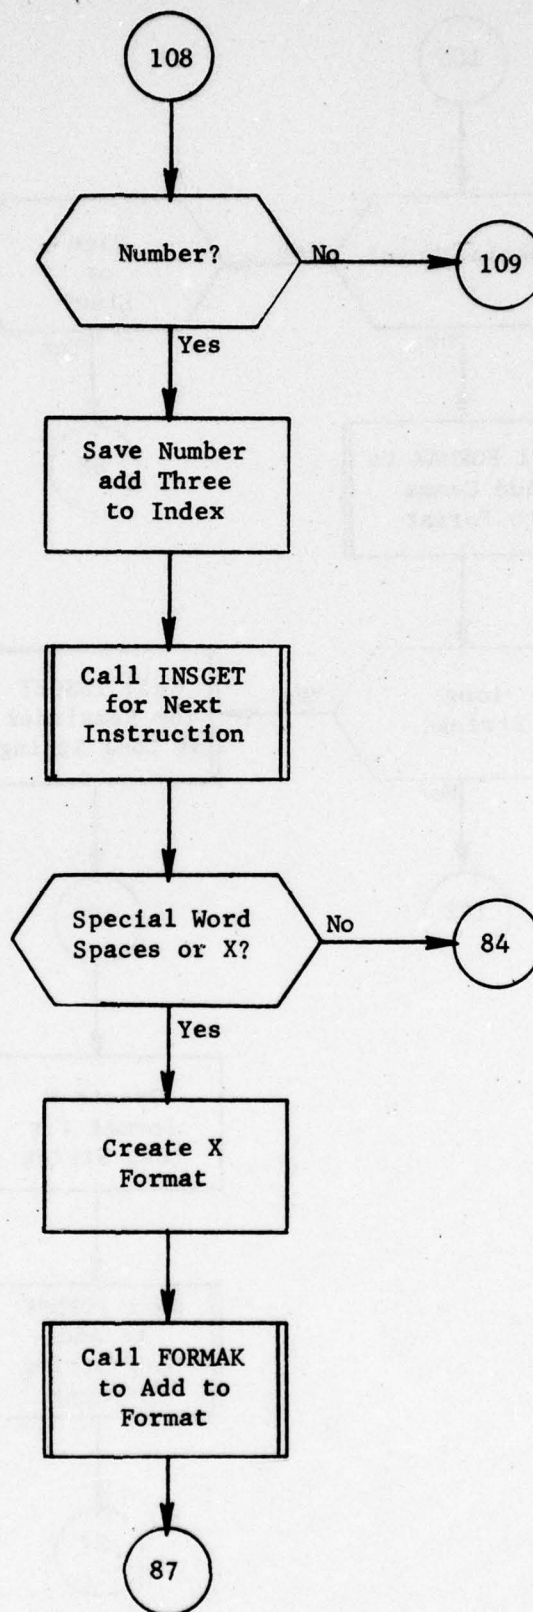 108
Number?
No
109
Yes
Save Number
add Three
to Index
Call INSGET
for Next
Instruction
Special Word
Spaces or X?
No
84
Yes
Create X
Format
Call FORMAK
to Add to
Format
87